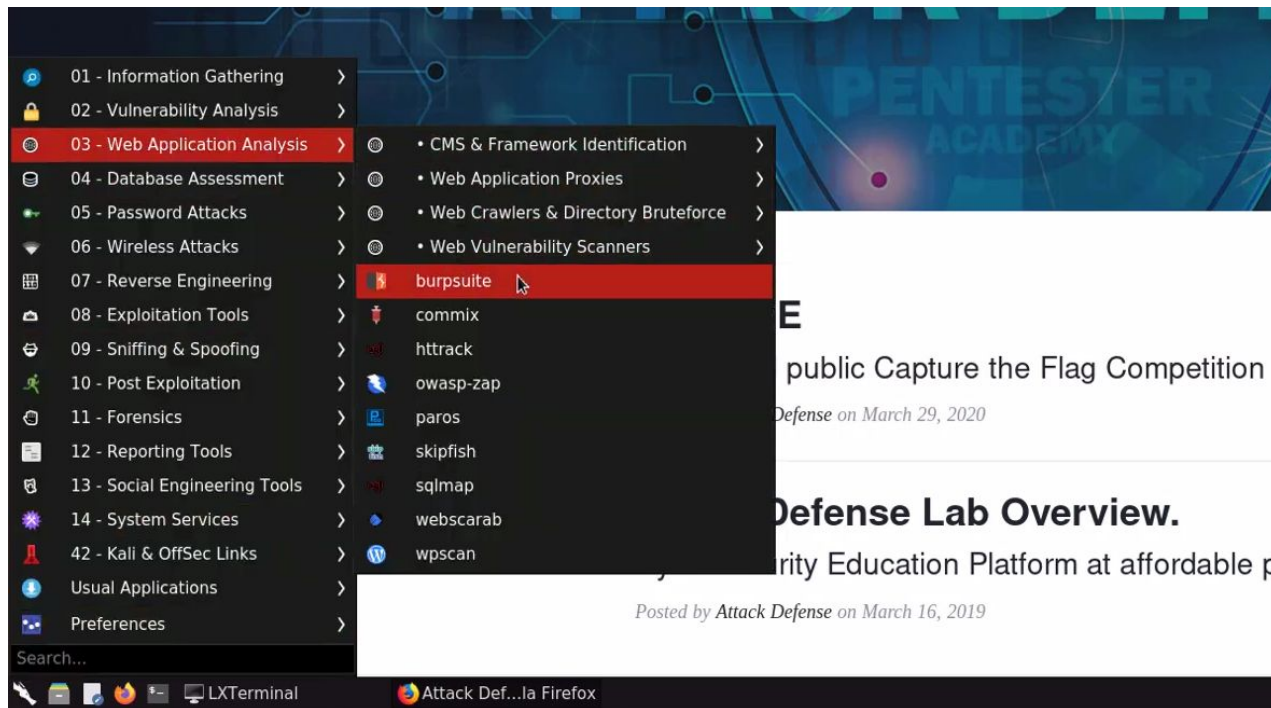 ATTACK DEF
PENTESTER
ACADEMY
01 - Information Gathering
02 - Vulnerability Analysis
03 - Web Application Analysis
04 - Database Assessment
05 - Password Attacks
06 - Wireless Attacks
07 - Reverse Engineering
08 - Exploitation Tools
09 - Sniffing & Spoofing
10 - Post Exploitation
11 - Forensics
12 - Reporting Tools
13 - Social Engineering Tools
14 - System Services
42 - Kali & OffSec Links
Usual Applications
Preferences
Search...
• CMS & Framework Identification
• Web Application Proxies
• Web Crawlers & Directory Bruteforce
• Web Vulnerability Scanners
burpsuite
commix
httrack
owasp-zap
paros
skipfish
sqlmap
webscarab
wpscan
E
public Capture the Flag Competition
Defense on March 29, 2020
Defense Lab Overview.
rity Education Platform at affordable
Posted by Attack Defense on March 16, 2019
LXTerminal
Attack Def...la Firefox